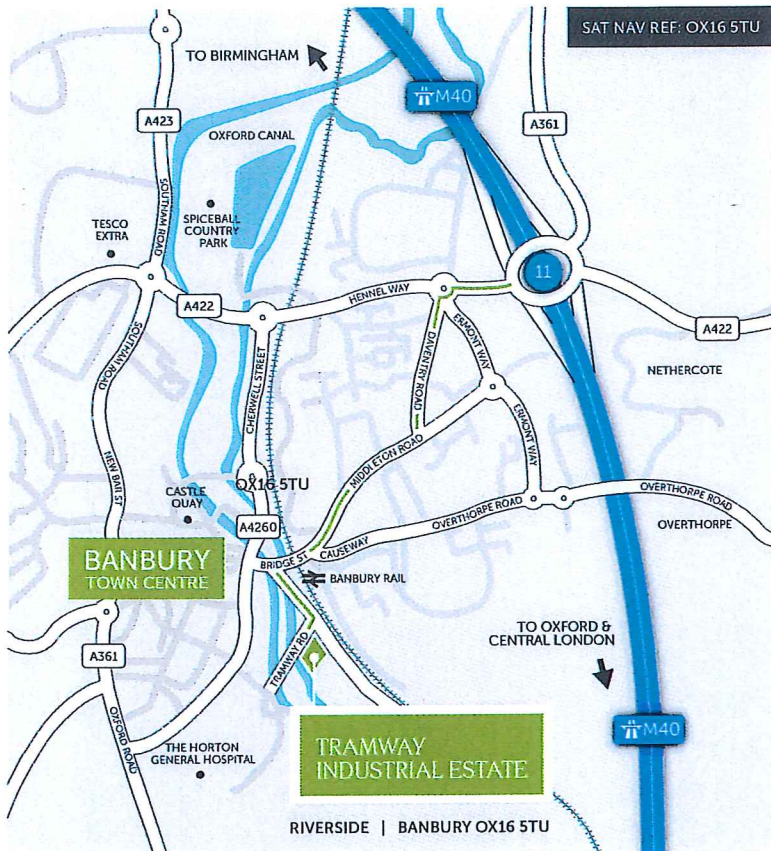 SAT NAV REF: OX16 5TU
TO BIRMINGHAM
M40
A423
A361
OXFORD CANAL
SOUTHAM ROAD
SPICEBALL
COUNTRY
PARK
TESCO
EXTRA
11
A422
HENNEL WAY
A422
SOUTHAM ROAD
CHERWELL STREET
DAVENTRY ROAD
ERMONT WAY
NETHERCOTE
ERMONT WAY
MIDDLETON ROAD
NEW BAR ST
OX16 5TU
CASTLE
QUAY
A4260
OVERTHORPE ROAD
OVERTHORPE ROAD
OVERTHORPE
CAUSEWAY
BRIDGE ST
BANBURY
TOWN CENTRE
BANBURY RAIL
TO OXFORD &
CENTRAL LONDON
TRAMWAY RD
A361
OXFORD ROAD
M40
THE HORTON
GENERAL HOSPITAL
TRAMWAY
INDUSTRIAL ESTATE
RIVERSIDE | BANBURY OX16 5TU